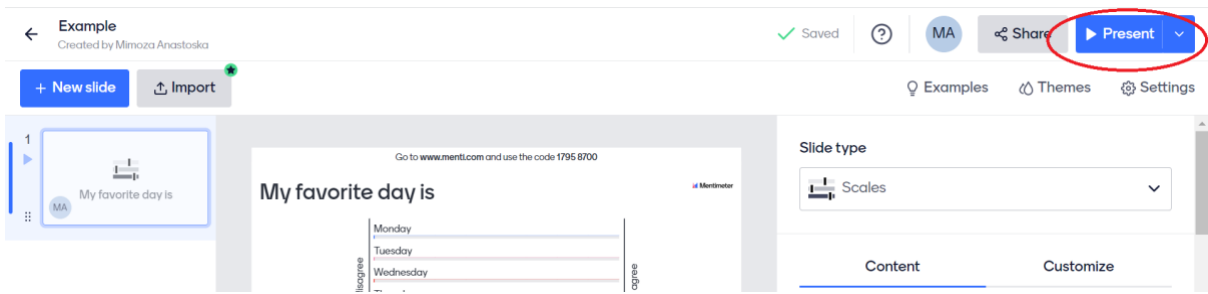 Example
Created by Mimoza Anastoska
Saved
MA
Share
Present
+ New slide
Import
Examples
Themes
Settings
1
My favorite day is
MA
Go to www.menti.com and use the code 1795 8700
My favorite day is
Mentimeter
Monday
Tuesday
Wednesday
Slide type
Scales
Content
Customize